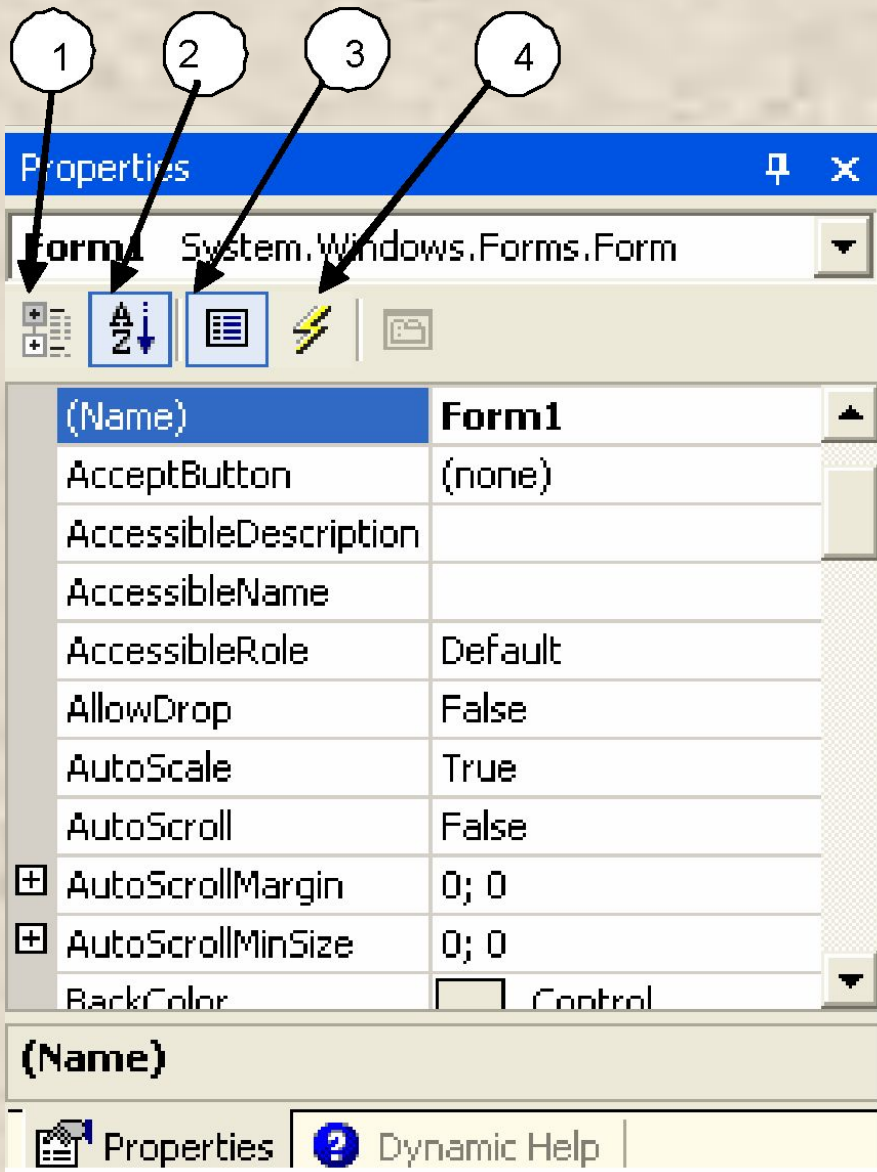 1 2 3 4
Properties
Form1 System.Windows.Forms.Form
A
Z
(Name) Form1
AcceptButton (none)
AccessibleDescription
AccessibleName
AccessibleRole Default
AllowDrop False
AutoScale True
AutoScroll False
AutoScrollMargin 0; 0
AutoScrollMinSize 0; 0
BackColor Control
(Name)
Properties ? Dynamic Help